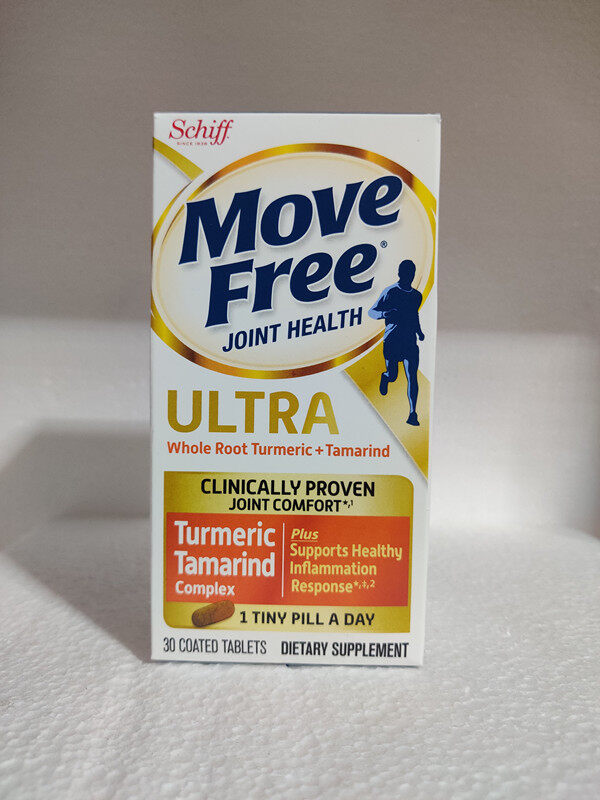 Schiff
SINCE 1936
Move
Free®
JOINT HEALTH
ULTRA
Whole Root Turmeric + Tamarind
CLINICALLY PROVEN
JOINT COMFORT*,1
Turmeric
Tamarind
Complex
Plus
Supports Healthy
Inflammation
Response*,‡,2
1 TINY PILL A DAY
30 COATED TABLETS DIETARY SUPPLEMENT